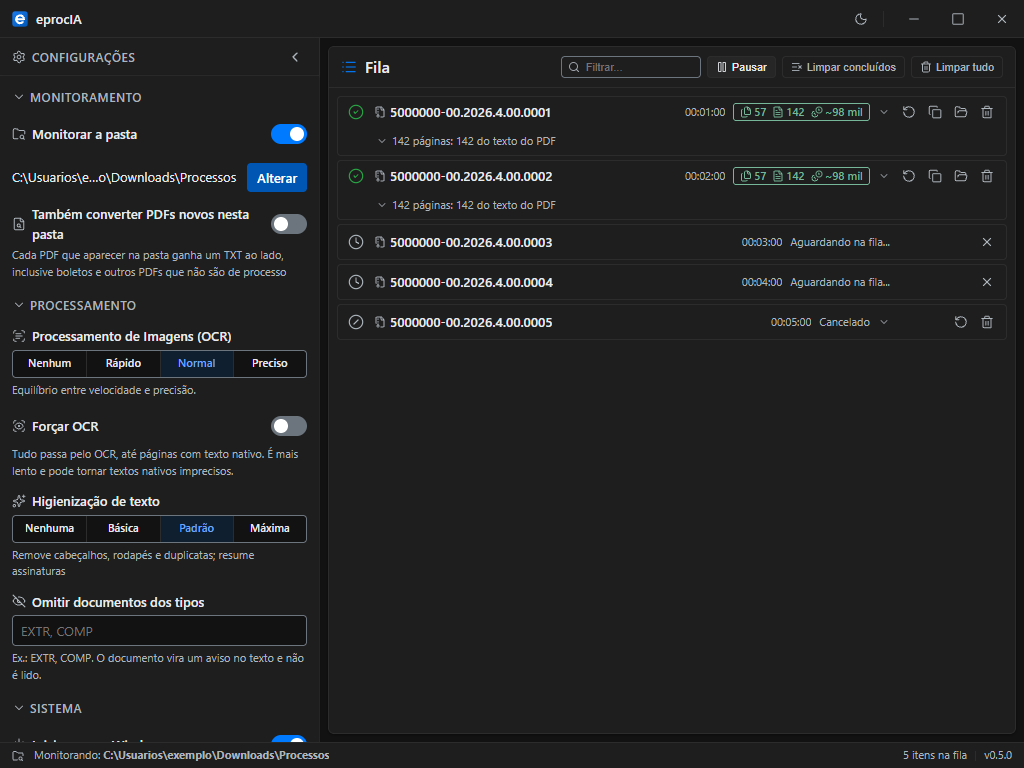 eprocIA
CONFIGURAÇÕES
MONITORAMENTO
Monitorar a pasta
C:\Usuarios\e...o\Downloads\Processos
Alterar
Também converter PDFs novos nesta
pasta
Cada PDF que aparecer na pasta ganha um TXT ao lado,
inclusive boletos e outros PDFs que não são de processo
PROCESSAMENTO
Processamento de Imagens (OCR)
Nenhum Rápido Normal Preciso
Equilíbrio entre velocidade e precisão.
Forçar OCR
Tudo passa pelo OCR, até páginas com texto nativo. É mais
lento e pode tornar textos nativos imprecisos.
Higienização de texto
Nenhuma Básica Padrão Máxima
Remove cabeçalhos, rodapés e duplicatas; resume
assinaturas
Omitir documentos dos tipos
EXTR, COMP
Ex.: EXTR, COMP. O documento vira um aviso no texto e não
é lido.
SISTEMA
Fila
Filtrar...
Pausar
Limpar concluídos
Limpar tudo
5000000-00.2026.4.00.0001 00:01:00 57 142 ~98 mil
142 páginas: 142 do texto do PDF
5000000-00.2026.4.00.0002 00:02:00 57 142 ~98 mil
142 páginas: 142 do texto do PDF
5000000-00.2026.4.00.0003 00:03:00 Aguardando na fila...
5000000-00.2026.4.00.0004 00:04:00 Aguardando na fila...
5000000-00.2026.4.00.0005 00:05:00 Cancelado
Monitorando: C:\Usuarios\exemplo\Downloads\Processos
5 itens na fila v0.5.0